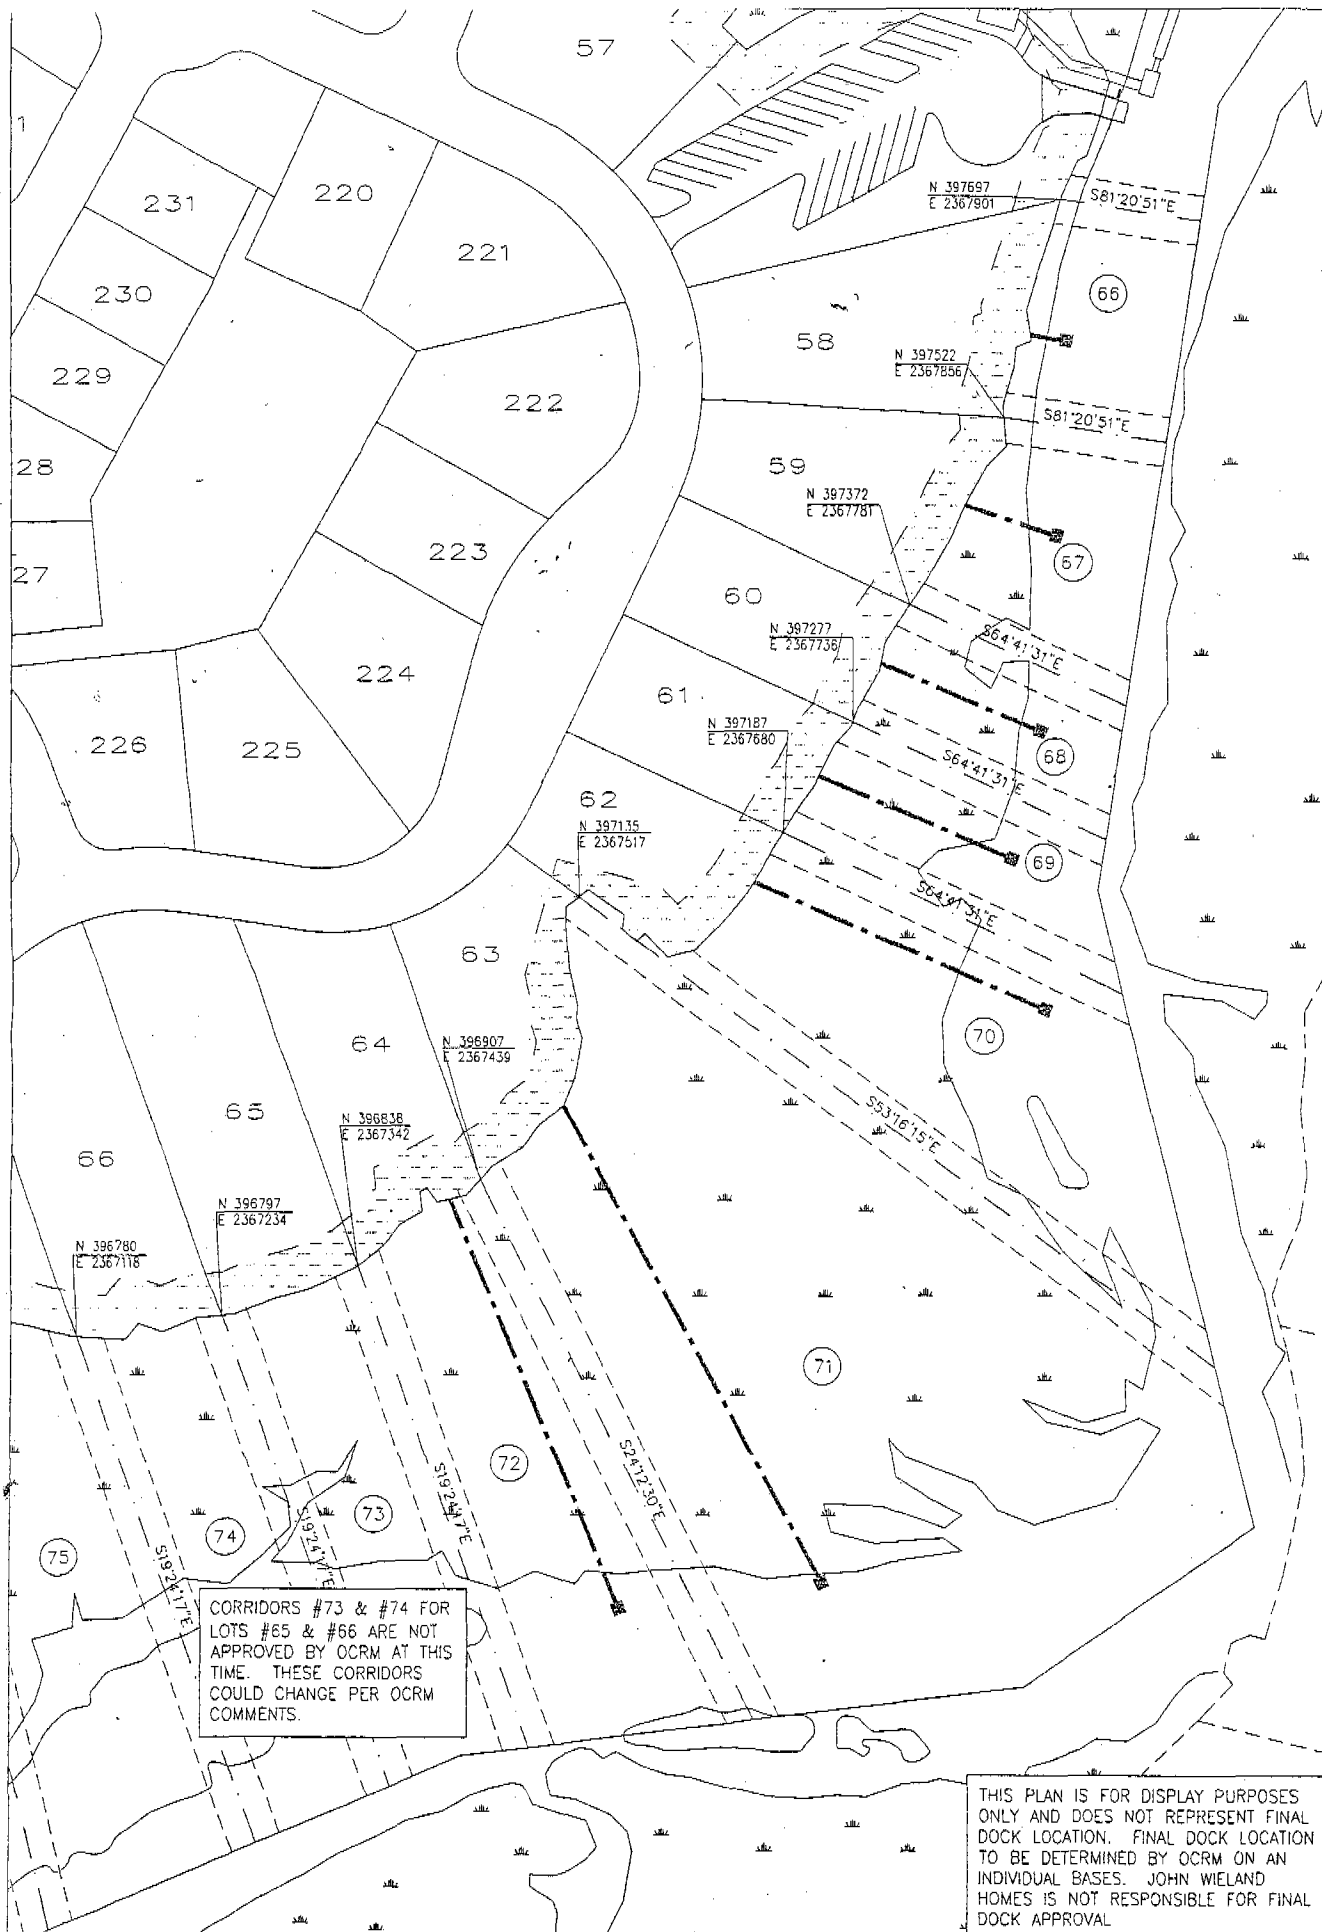 57
1
231
220
N 397697
E 2367901
S81°20'51"E
221
230
66
58
229
N 397522
E 2367856
222
S81°20'51"E
28
59
N 397372
E 2367781
223
67
27
60
N 397277
E 2367736
S64°41'31"E
224
61
N 397187
E 2367680
226
225
68
S64°41'31"E
62
N 397135
E 2367517
69
S64°41'31"E
63
64
N 396907
E 2367439
70
65
N 396838
E 2367342
S53°16'15"E
66
N 396797
E 2367234
N 396780
E 2367118
71
72
S24°12'30"E
S19°24'17"E
73
74
S19°24'17"E
75
S19°24'17"E
CORRIDORS #73 & #74 FOR
LOTS #65 & #66 ARE NOT
APPROVED BY OCRM AT THIS
TIME. THESE CORRIDORS
COULD CHANGE PER OCRM
COMMENTS.
THIS PLAN IS FOR DISPLAY PURPOSES
ONLY AND DOES NOT REPRESENT FINAL
DOCK LOCATION. FINAL DOCK LOCATION
TO BE DETERMINED BY OCRM ON AN
INDIVIDUAL BASES. JOHN WIELAND
HOMES IS NOT RESPONSIBLE FOR FINAL
DOCK APPROVAL